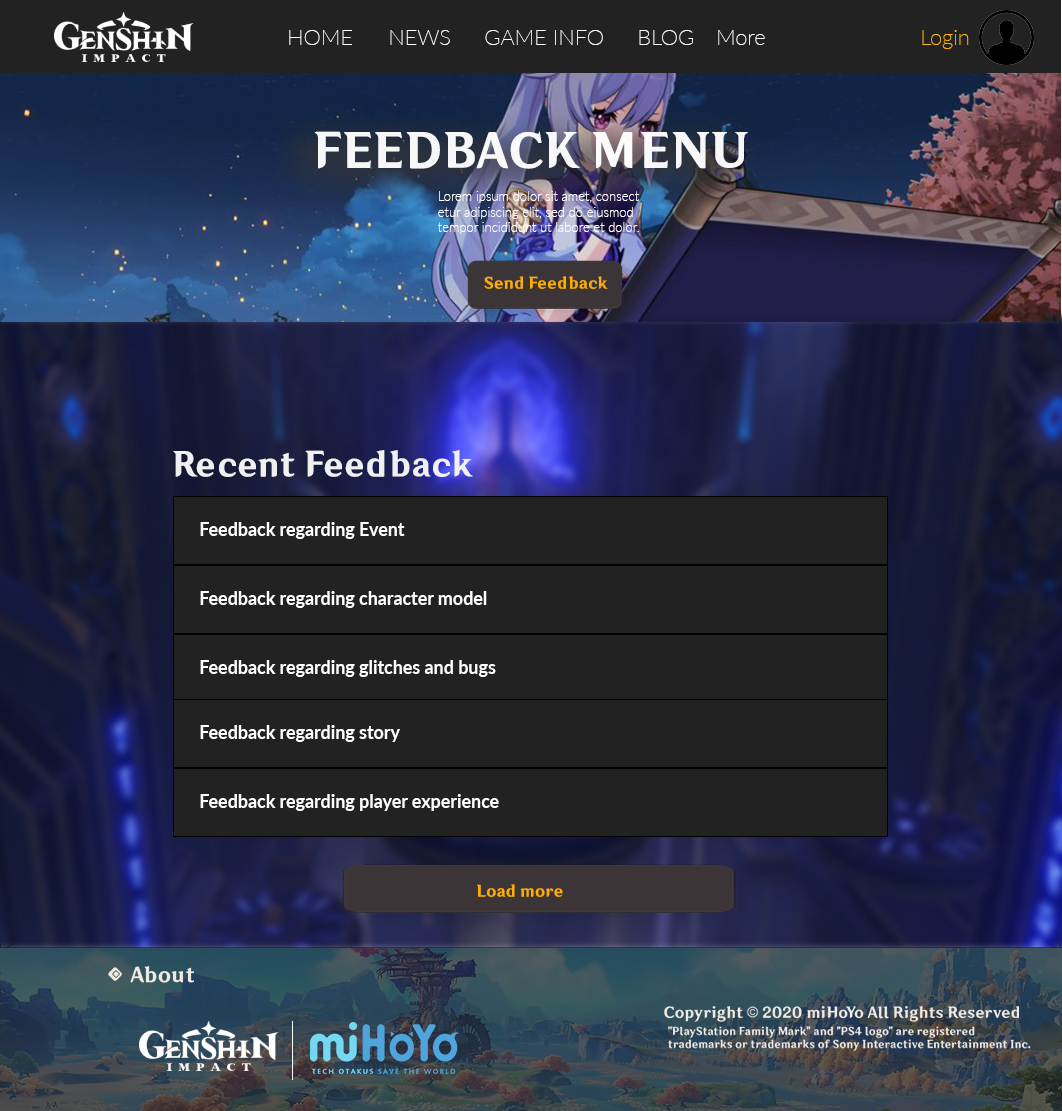 GENSHIN
IMPACT
HOME NEWS GAME INFO BLOG More
Login
FEEDBACK MENU
Lorem ipsum dolor sit amet, consect
etur adipiscing elit, sed do eiusmod
tempor incididunt ut labore et dolor.
Send Feedback
Recent Feedback
Feedback regarding Event
Feedback regarding character model
Feedback regarding glitches and bugs
Feedback regarding story
Feedback regarding player experience
Load more
About
GENSHIN
IMPACT
miHoYo
TECH OTAKUS SAVE THE WORLD
Copyright © 2020 miHoYo All Rights Reserved
"PlayStation Family Mark" and "PS4 logo" are registered
trademarks or trademarks of Sony Interactive Entertainment Inc.